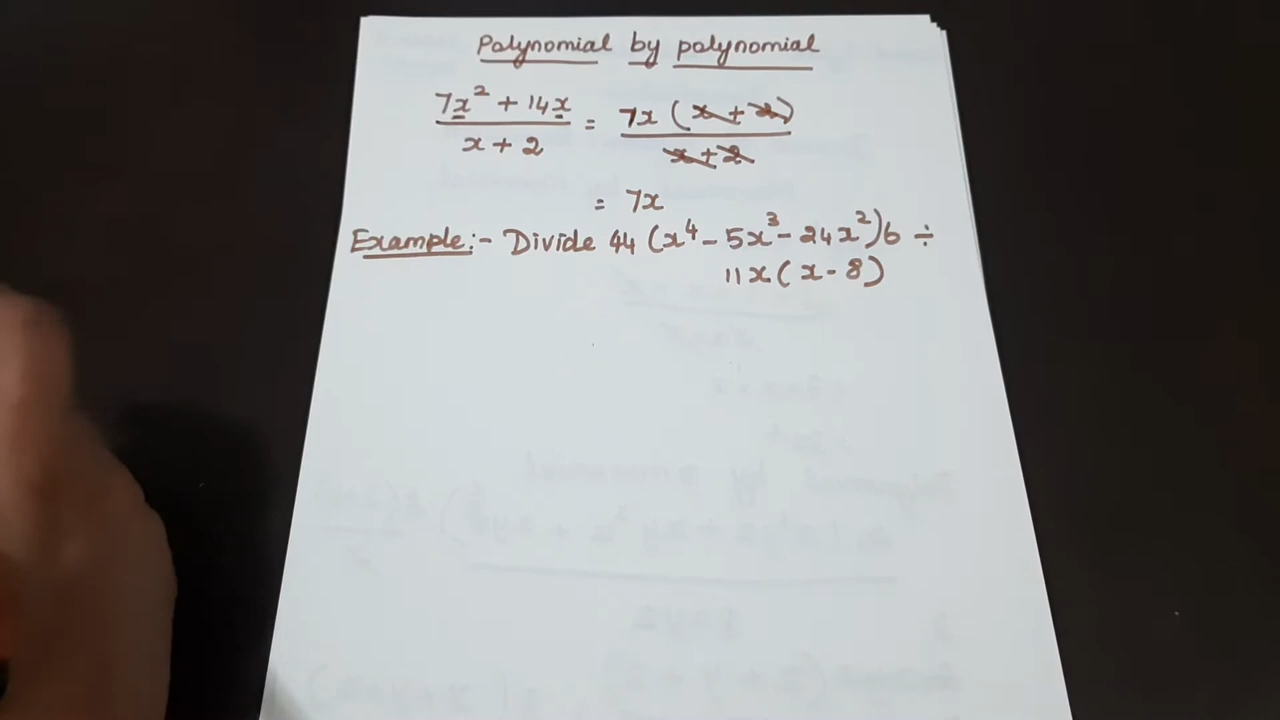 Polynomial by polynomial
7x² + 14x / x + 2 = 7x (x + 2) / x + 2
= 7x
Example:- Divide 44 (x⁴ - 5x³ - 24x²)6 ÷
11x (x - 8)